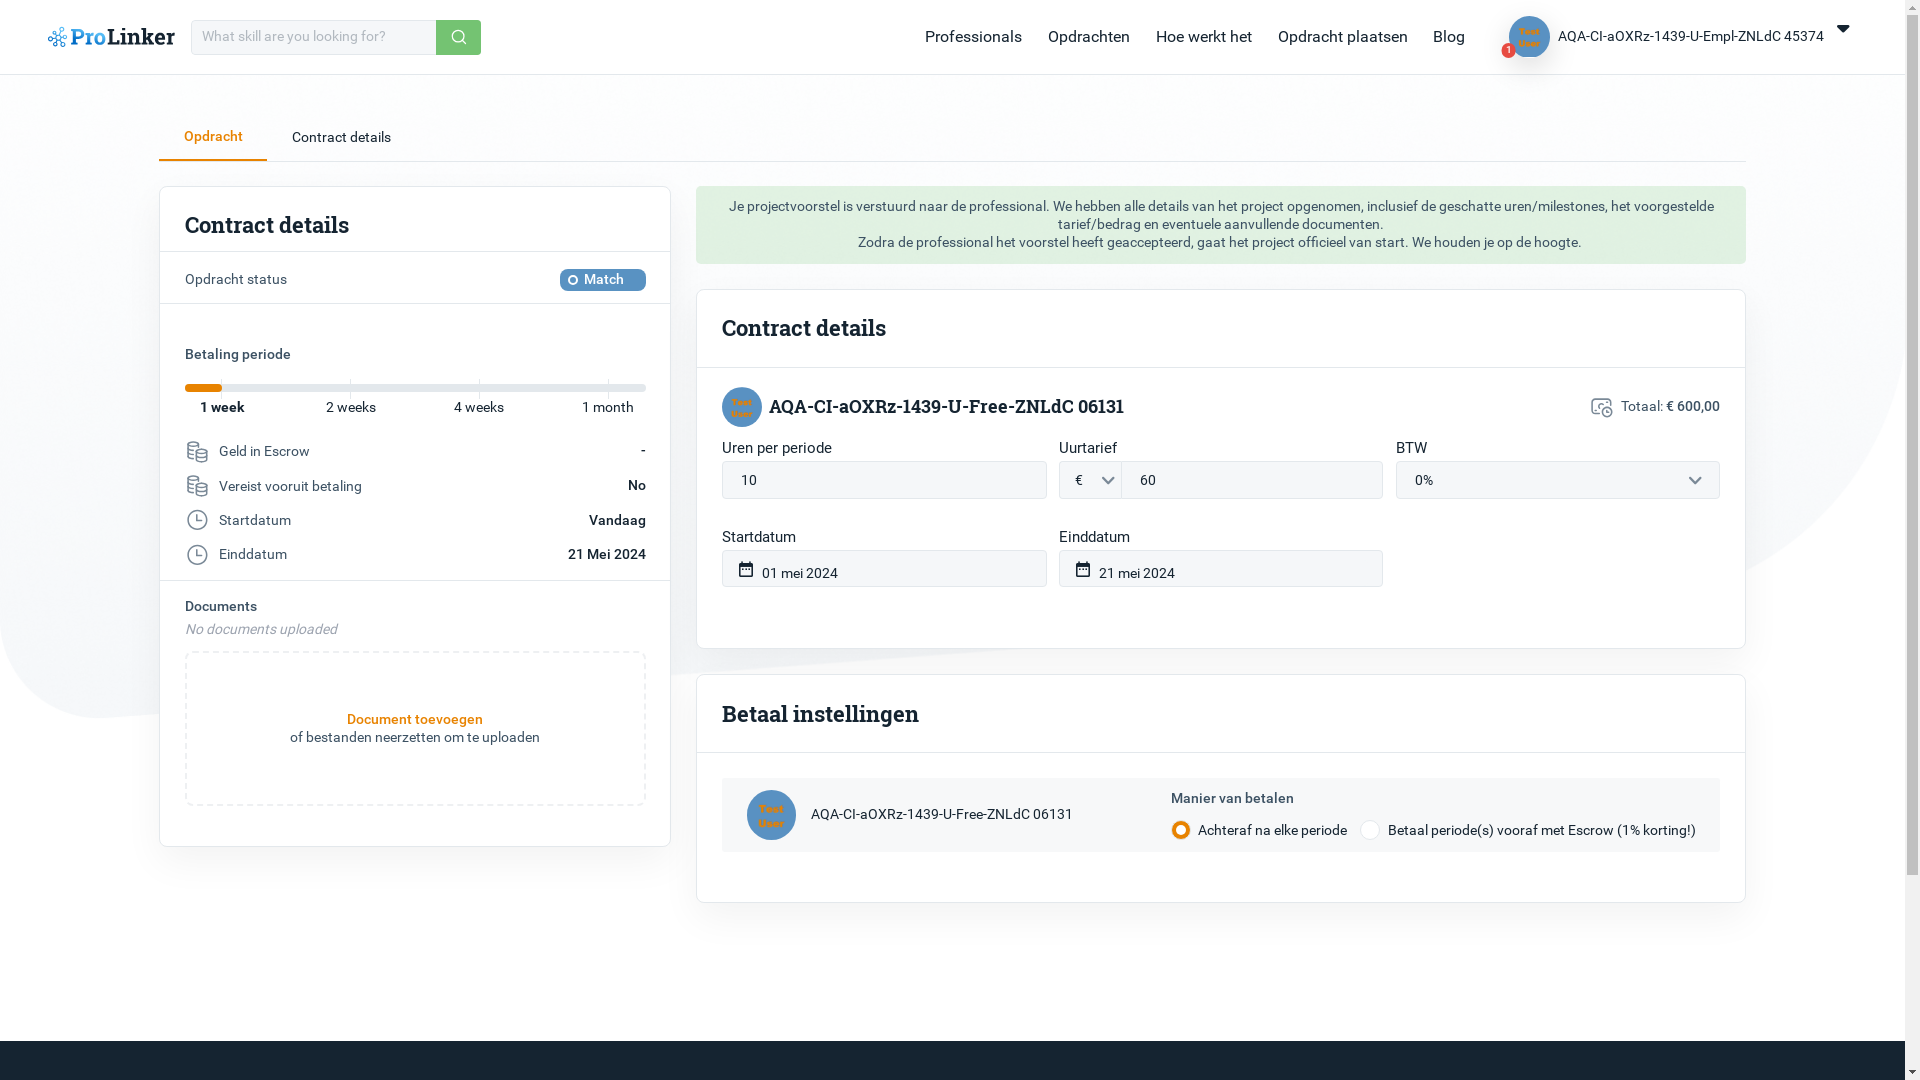 ProLinker
What skill are you looking for?
Professionals
Opdrachten
Hoe werkt het
Opdracht plaatsen
Blog
Test
User
1
AQA-CI-aOXRz-1439-U-Empl-ZNLdC 45374
Opdracht
Contract details
Contract details
Opdracht status
Match
Betaling periode
1 week
2 weeks
4 weeks
1 month
Geld in Escrow
-
Vereist vooruit betaling
No
Startdatum
Vandaag
Einddatum
21 Mei 2024
Documents
No documents uploaded
Document toevoegen
of bestanden neerzetten om te uploaden
Je projectvoorstel is verstuurd naar de professional. We hebben alle details van het project opgenomen, inclusief de geschatte uren/milestones, het voorgestelde
tarief/bedrag en eventuele aanvullende documenten.
Zodra de professional het voorstel heeft geaccepteerd, gaat het project officieel van start. We houden je op de hoogte.
Contract details
Test
User
AQA-CI-aOXRz-1439-U-Free-ZNLdC 06131
Totaal: € 600,00
Uren per periode
Uurtarief
BTW
10
€
60
0%
Startdatum
Einddatum
01 mei 2024
21 mei 2024
Betaal instellingen
Test
User
AQA-CI-aOXRz-1439-U-Free-ZNLdC 06131
Manier van betalen
Achteraf na elke periode
Betaal periode(s) vooraf met Escrow (1% korting!)